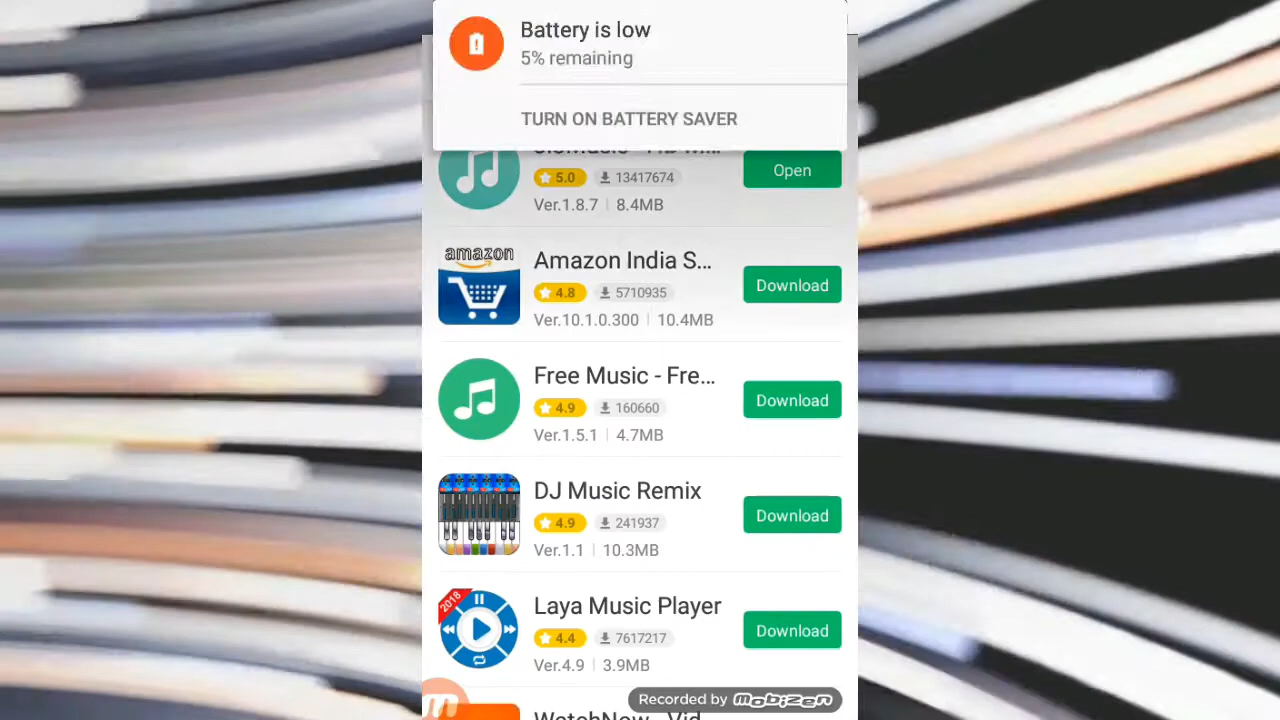 Battery is low
5% remaining
TURN ON BATTERY SAVER
5.0 13417674
Open
Ver.1.8.7 | 8.4MB
amazon
Amazon India S...
4.8 5710935
Download
Ver.10.1.0.300 | 10.4MB
Free Music - Fre...
4.9 160660
Download
Ver.1.5.1 | 4.7MB
DJ Music Remix
4.9 241937
Download
Ver.1.1 | 10.3MB
2018
Laya Music Player
4.4 7617217
Download
Ver.4.9 | 3.9MB
Recorded by mobizen
WatchNow - Vid